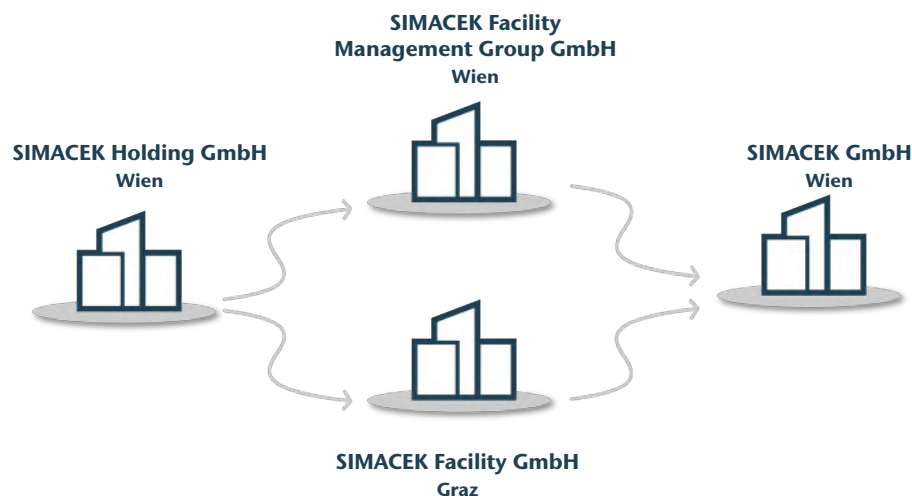 SIMACEK Facility
Management Group GmbH
Wien
SIMACEK Holding GmbH
Wien
SIMACEK GmbH
Wien
SIMACEK Facility GmbH
Graz